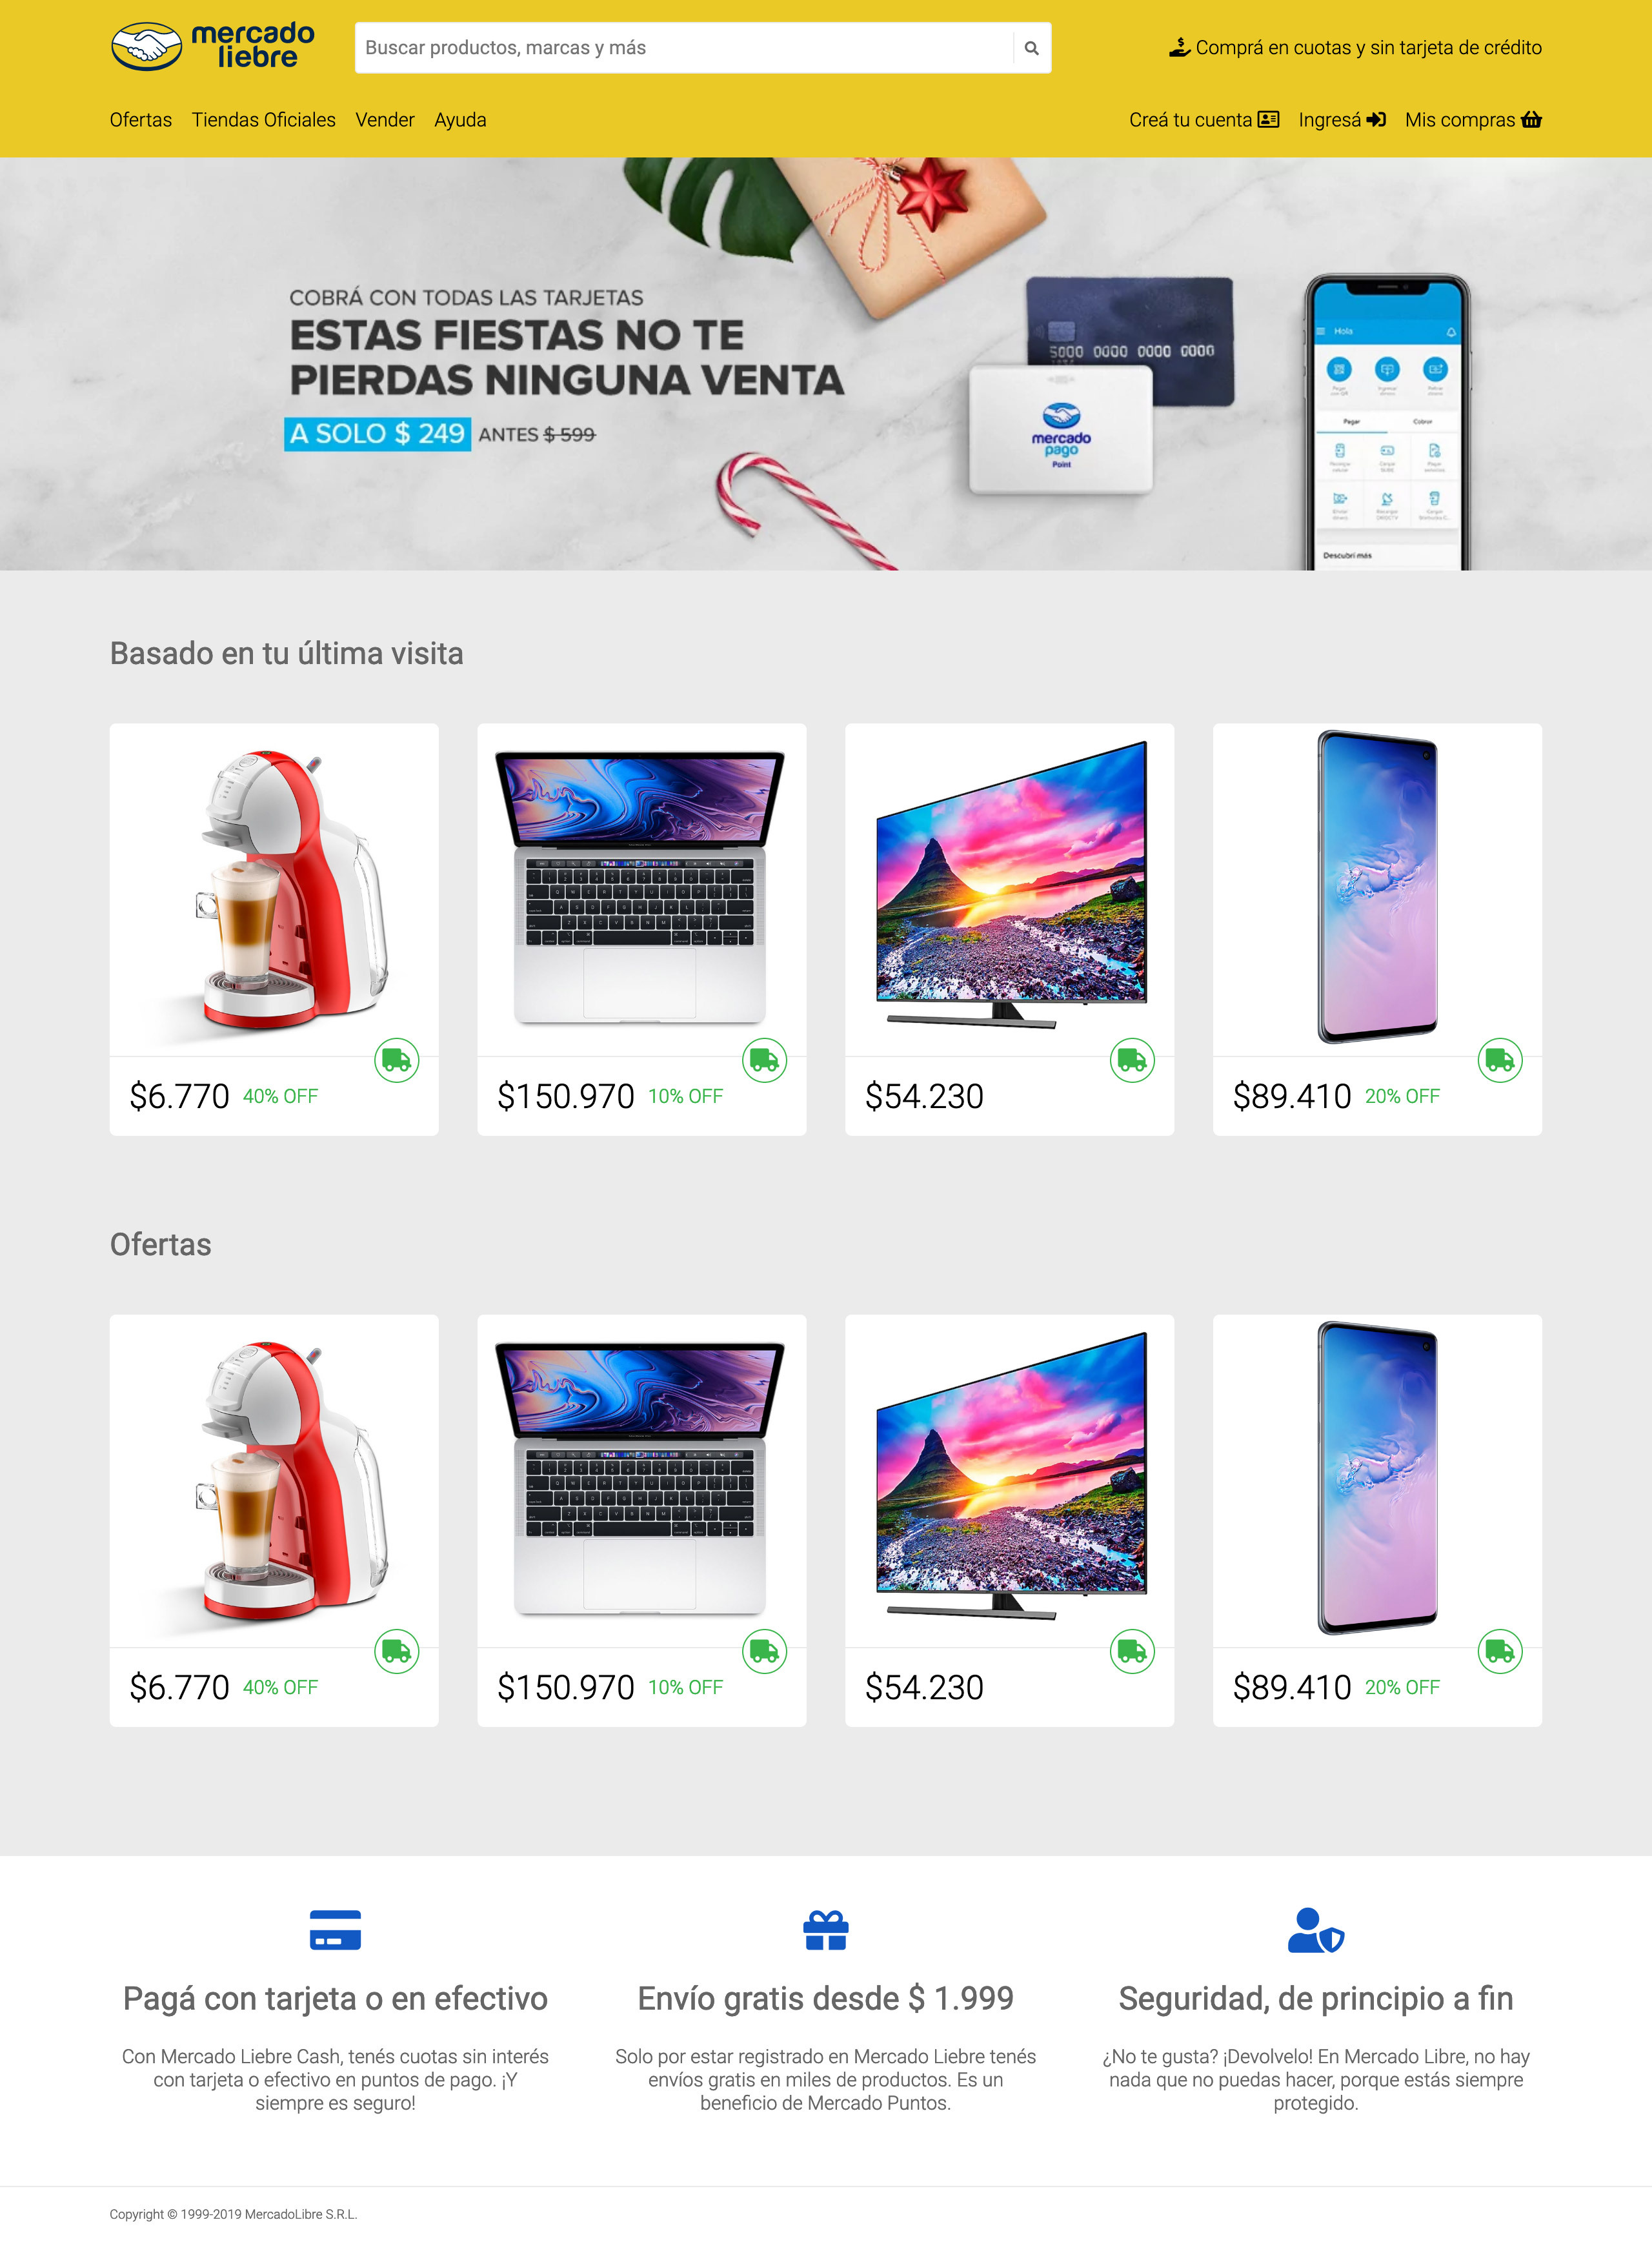 mercado
liebre
Buscar productos, marcas y más
Comprá en cuotas y sin tarjeta de crédito
Ofertas Tiendas Oficiales Vender Ayuda
Creá tu cuenta Ingresá Mis compras
COBRÁ CON TODAS LAS TARJETAS
ESTAS FIESTAS NO TE
PIERDAS NINGUNA VENTA
A SOLO $ 249 ANTES $ 599
5000 0000 0000 0000
mercado
pago
Point
Hola
Pagar Cobrar
Descubrí más
Basado en tu última visita
$6.770 40% OFF
$150.970 10% OFF
$54.230
$89.410 20% OFF
Ofertas
$6.770 40% OFF
$150.970 10% OFF
$54.230
$89.410 20% OFF
Pagá con tarjeta o en efectivo
Con Mercado Liebre Cash, tenés cuotas sin interés
con tarjeta o efectivo en puntos de pago. ¡Y
siempre es seguro!
Envío gratis desde $ 1.999
Solo por estar registrado en Mercado Liebre tenés
envíos gratis en miles de productos. Es un
beneficio de Mercado Puntos.
Seguridad, de principio a fin
¿No te gusta? ¡Devolvelo! En Mercado Libre, no hay
nada que no puedas hacer, porque estás siempre
protegido.
Copyright © 1999-2019 MercadoLibre S.R.L.